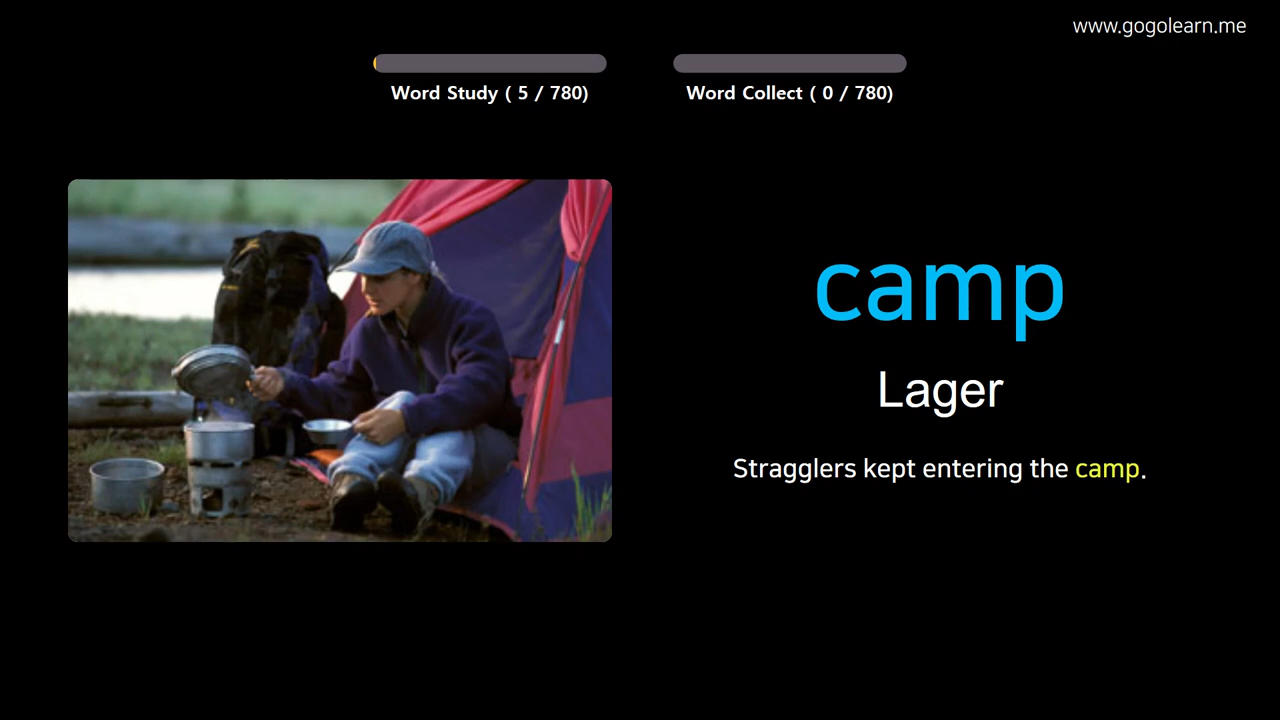 www.gogolearn.me
Word Study ( 5 / 780)
Word Collect ( 0 / 780)
camp
Lager
Stragglers kept entering the camp.